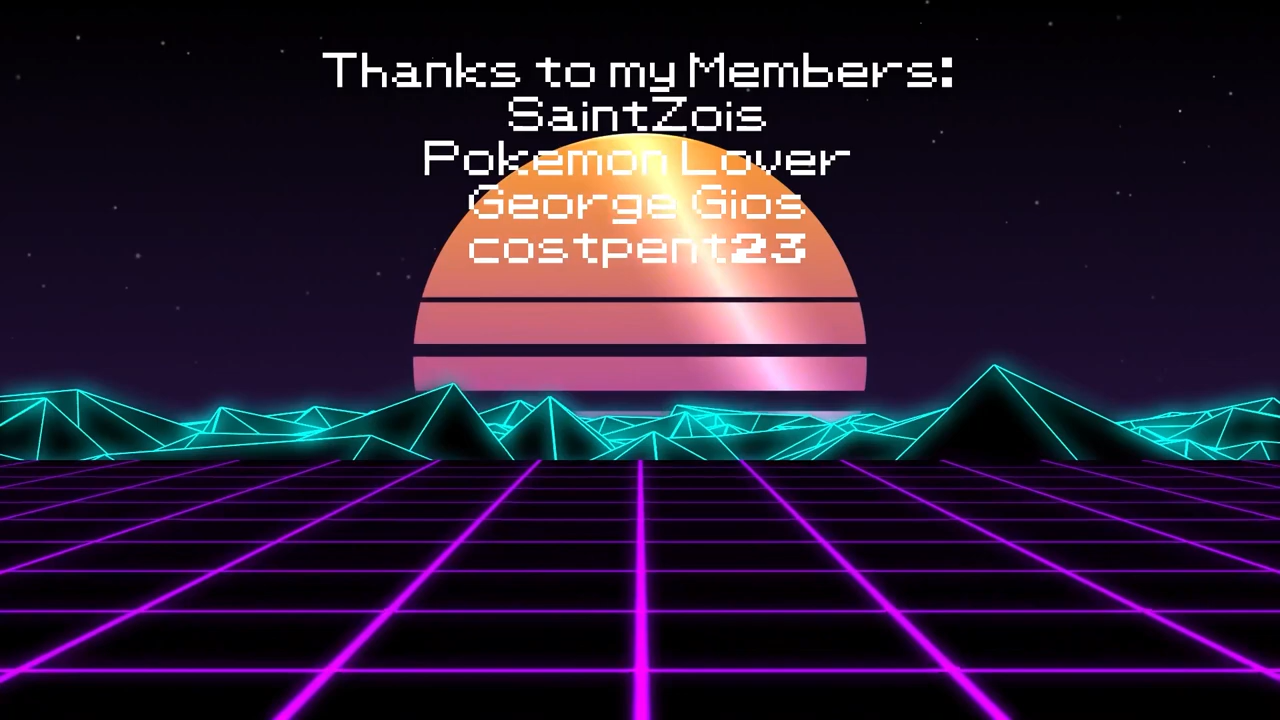 Thanks to my Members:
SaintZois
Pokemon Lover
George Gios
costpent23